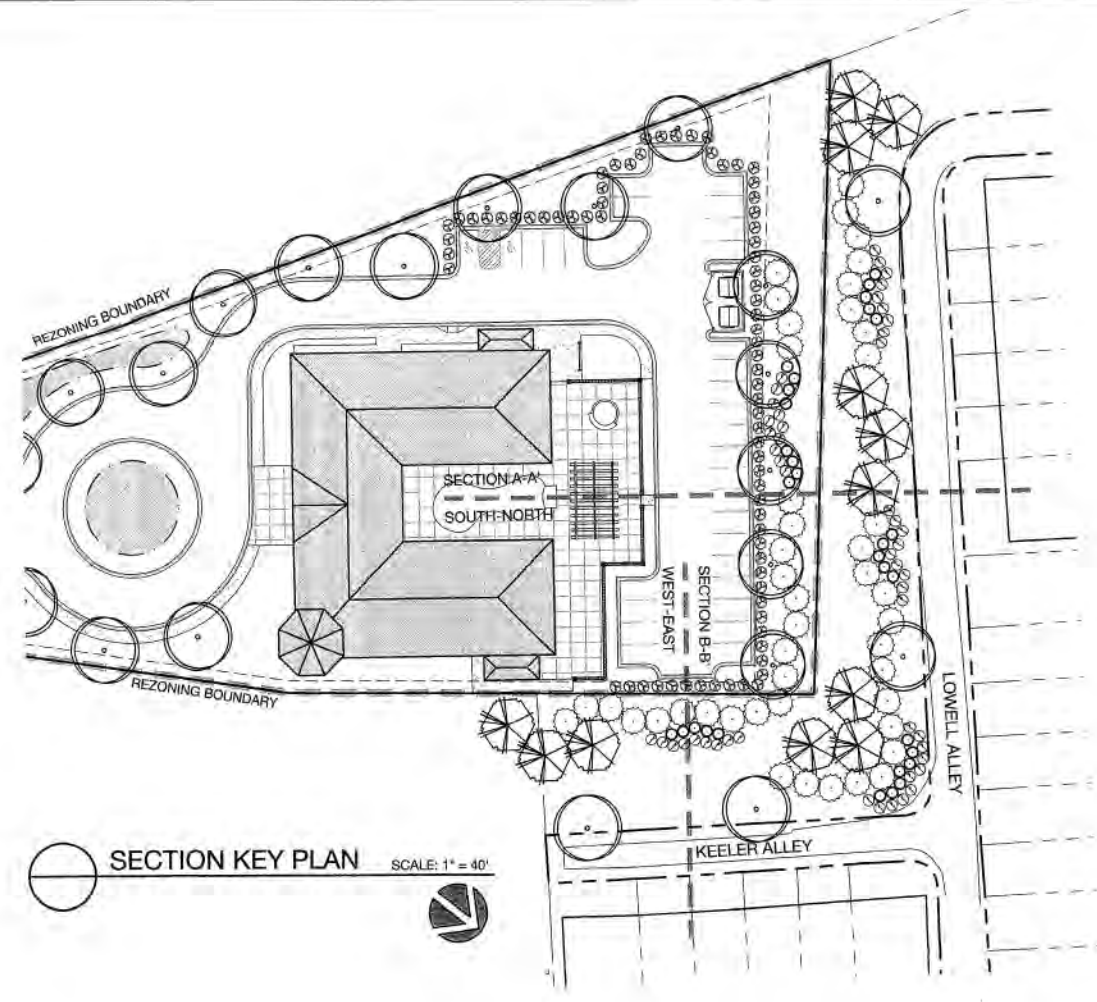 REZONING BOUNDARY
SECTION A-A'
SOUTH-NORTH
SECTION B-B'
WEST-EAST
REZONING BOUNDARY
LOWELL ALLEY
KEELER ALLEY
SECTION KEY PLAN
SCALE: 1" = 40'